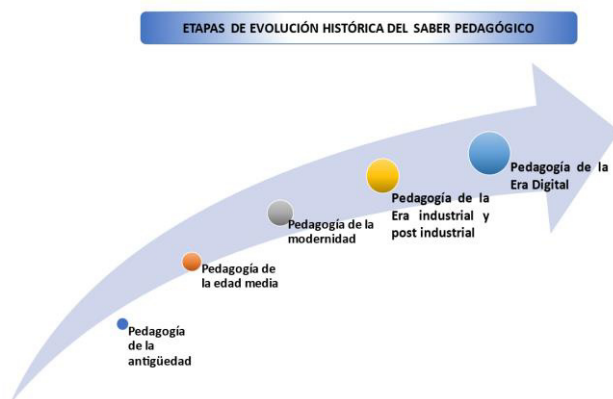 ETAPAS DE EVOLUCIÓN HISTÓRICA DEL SABER PEDAGÓGICO
Pedagogía
de la
antigüedad
Pedagogía de
la edad media
Pedagogía de la
modernidad
Pedagogía de la
Era industrial y
post industrial
Pedagogía de la
Era Digital